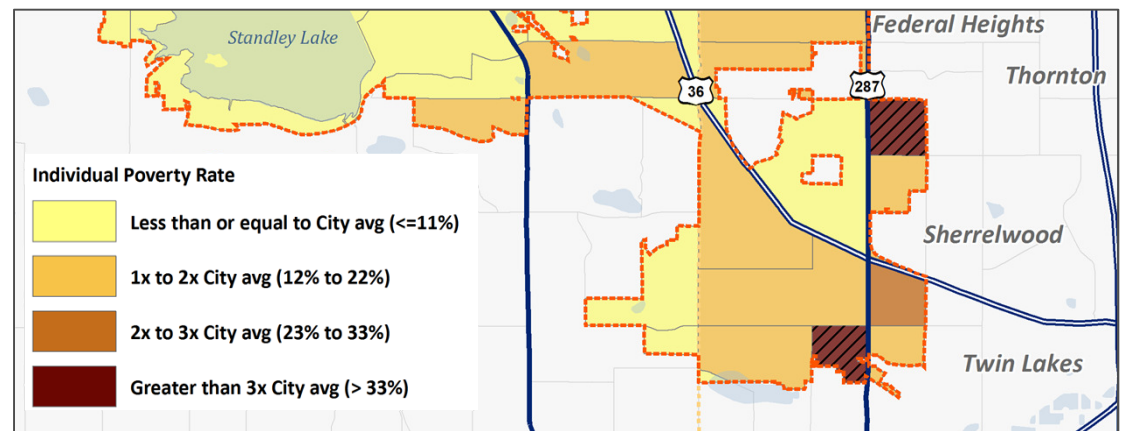 Federal Heights
Standley Lake
Thornton
36
287
Individual Poverty Rate
Less than or equal to City avg (<=11%)
1x to 2x City avg (12% to 22%)
Sherrelwood
2x to 3x City avg (23% to 33%)
Twin Lakes
Greater than 3x City avg (> 33%)